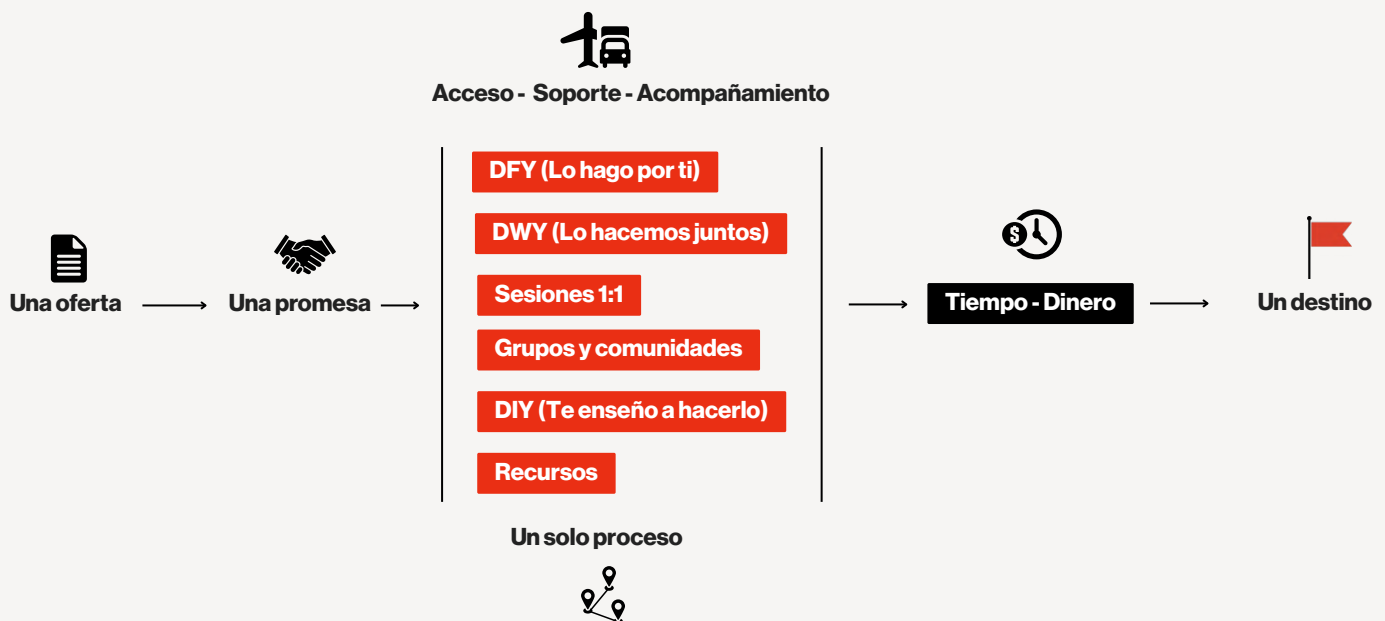 Acceso - Soporte - Acompañamiento
DFY (Lo hago por ti)
DWY (Lo hacemos juntos)
Sesiones 1:1
Grupos y comunidades
DIY (Te enseño a hacerlo)
Recursos
Una oferta
Una promesa
$
Tiempo - Dinero
Un destino
Un solo proceso